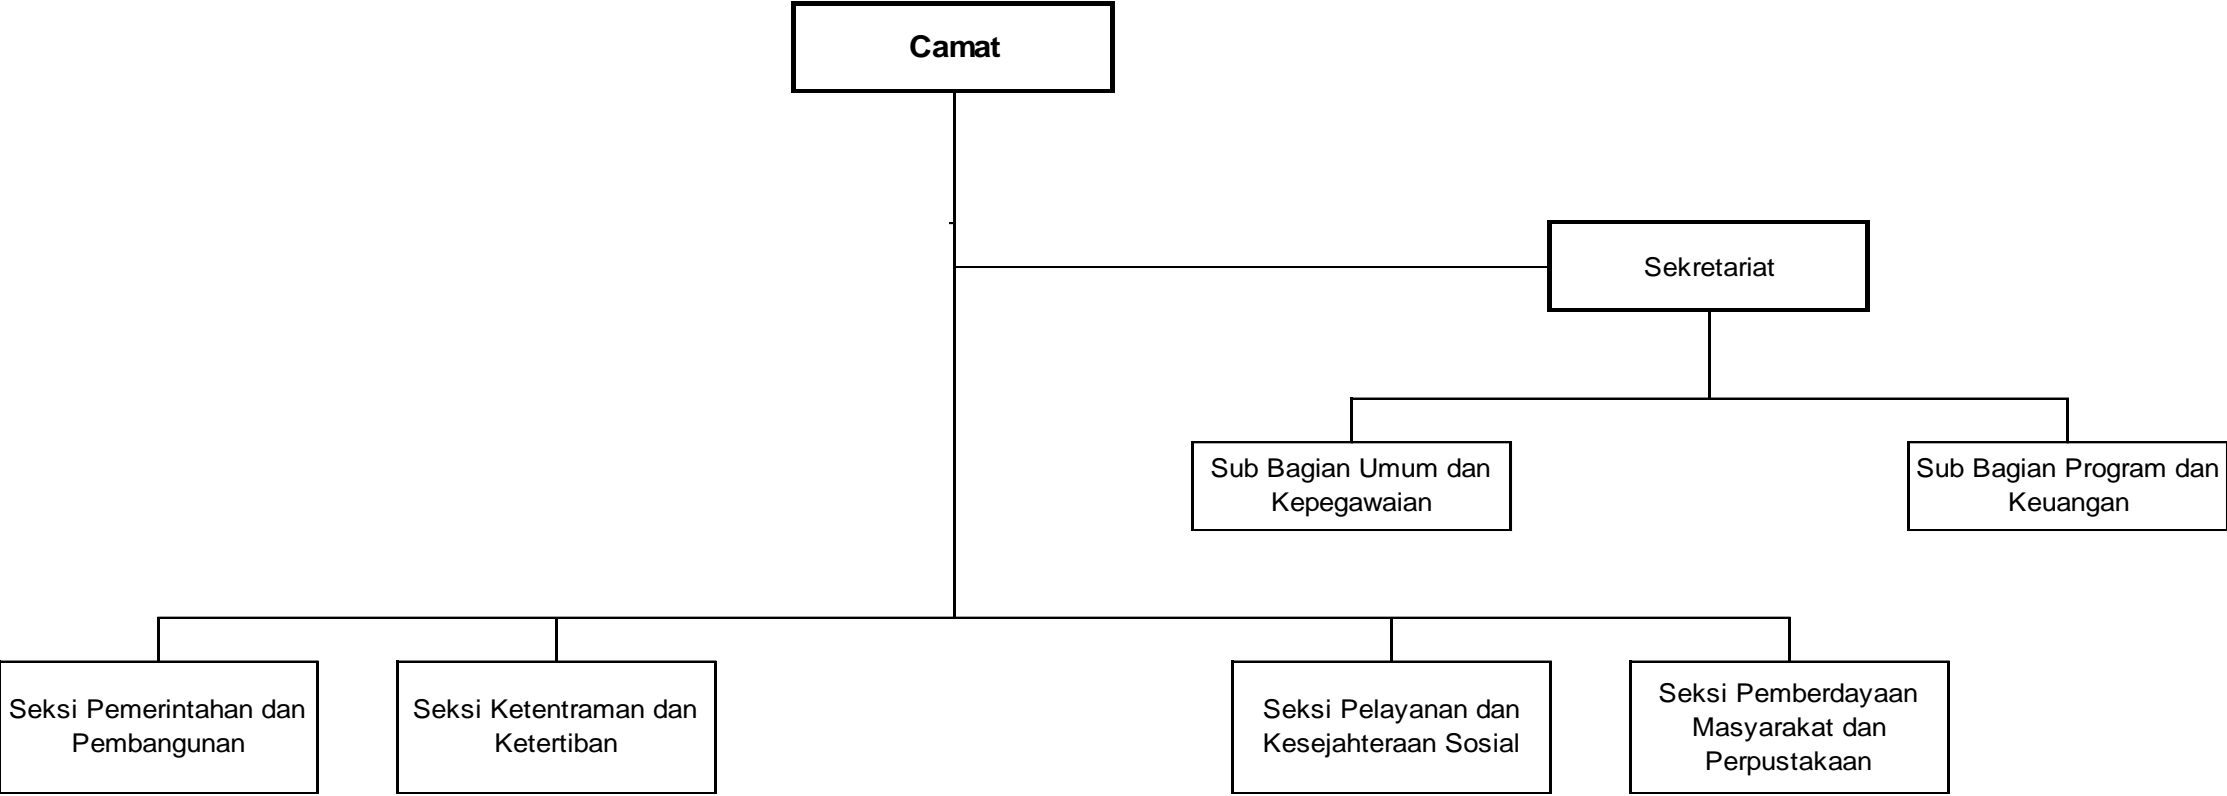 Camat
Sekretariat
Sub Bagian Umum dan
Kepegawaian
Sub Bagian Program dan
Keuangan
Seksi Pemerintahan dan
Pembangunan
Seksi Ketentraman dan
Ketertiban
Seksi Pelayanan dan
Kesejahteraan Sosial
Seksi Pemberdayaan
Masyarakat dan
Perpustakaan